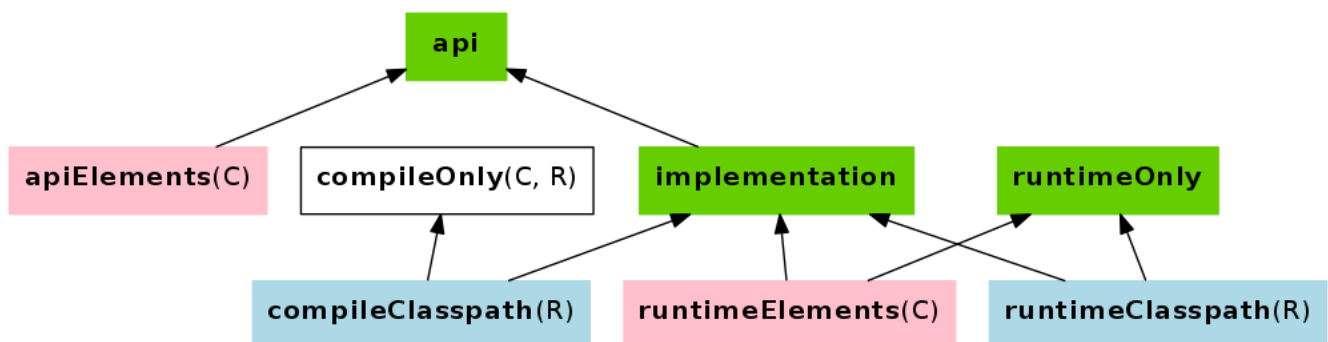 api
apiElements(C)
compileOnly(C, R)
implementation
runtimeOnly
compileClasspath(R)
runtimeElements(C)
runtimeClasspath(R)